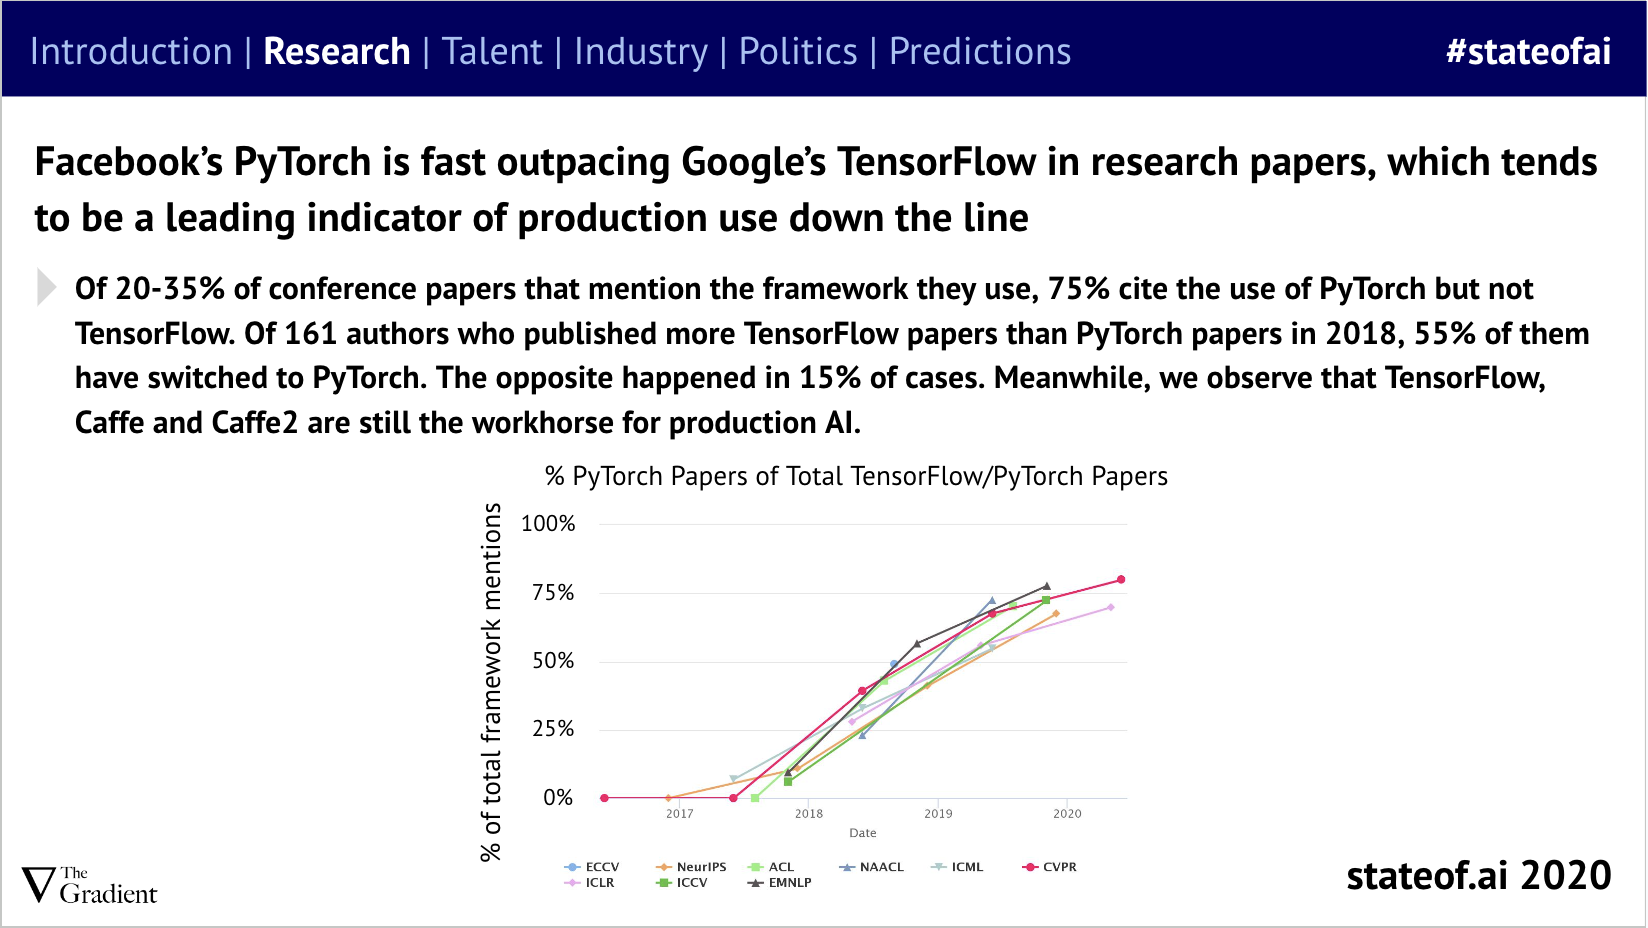 Introduction | Research | Talent | Industry | Politics | Predictions
#stateofai
Facebook’s PyTorch is fast outpacing Google’s TensorFlow in research papers, which tends
to be a leading indicator of production use down the line
Of 20-35% of conference papers that mention the framework they use, 75% cite the use of PyTorch but not
TensorFlow. Of 161 authors who published more TensorFlow papers than PyTorch papers in 2018, 55% of them
have switched to PyTorch. The opposite happened in 15% of cases. Meanwhile, we observe that TensorFlow,
Caffe and Caffe2 are still the workhorse for production AI.
% PyTorch Papers of Total TensorFlow/PyTorch Papers
% of total framework mentions
100%
75%
50%
25%
0%
2017 2018 2019 2020
Date
ECCV NeurIPS ACL NAACL ICML CVPR
ICLR ICCV EMNLP
The
Gradient
stateof.ai 2020